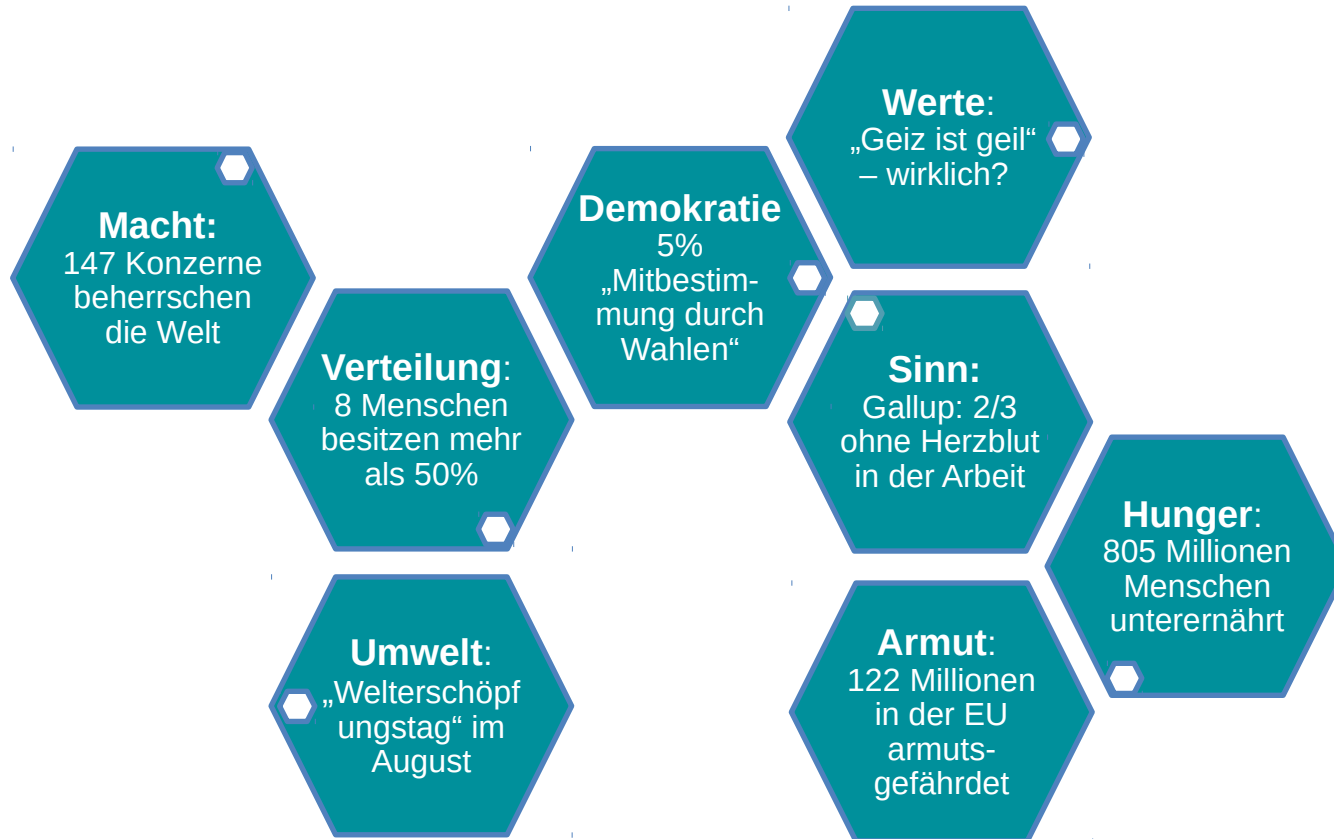 Macht:
147 Konzerne
beherrschen
die Welt
Verteilung:
8 Menschen
besitzen mehr
als 50%
Umwelt:
„Welterschöpf
ungstag“ im
August
Demokratie
5%
„Mitbestim-
mung durch
Wahlen“
Werte:
„Geiz ist geil“
– wirklich?
Sinn:
Gallup: 2/3
ohne Herzblut
in der Arbeit
Armut:
122 Millionen
in der EU
armuts-
gefährdet
Hunger:
805 Millionen
Menschen
unterernährt